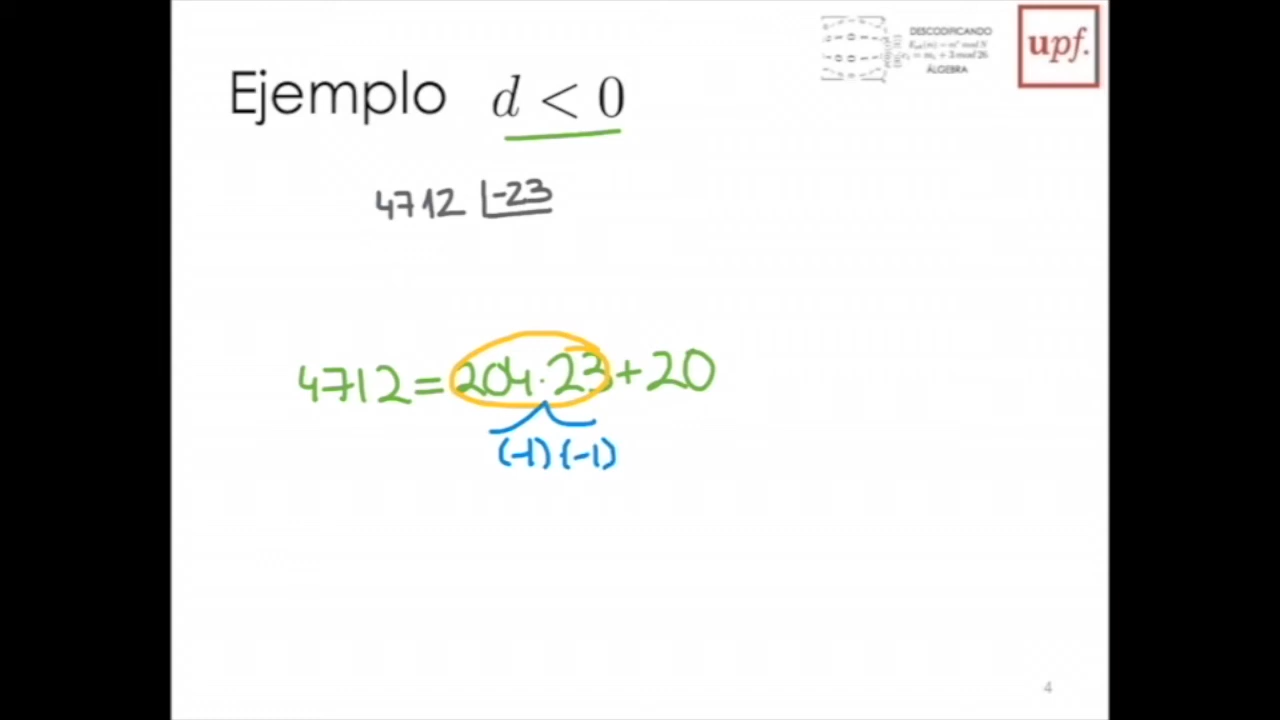 DESCODIFICANDO
ÁLGEBRA
upf.
Ejemplo d < 0
4712 |-23
4712 = 204·23 + 20
(-1) (-1)
4